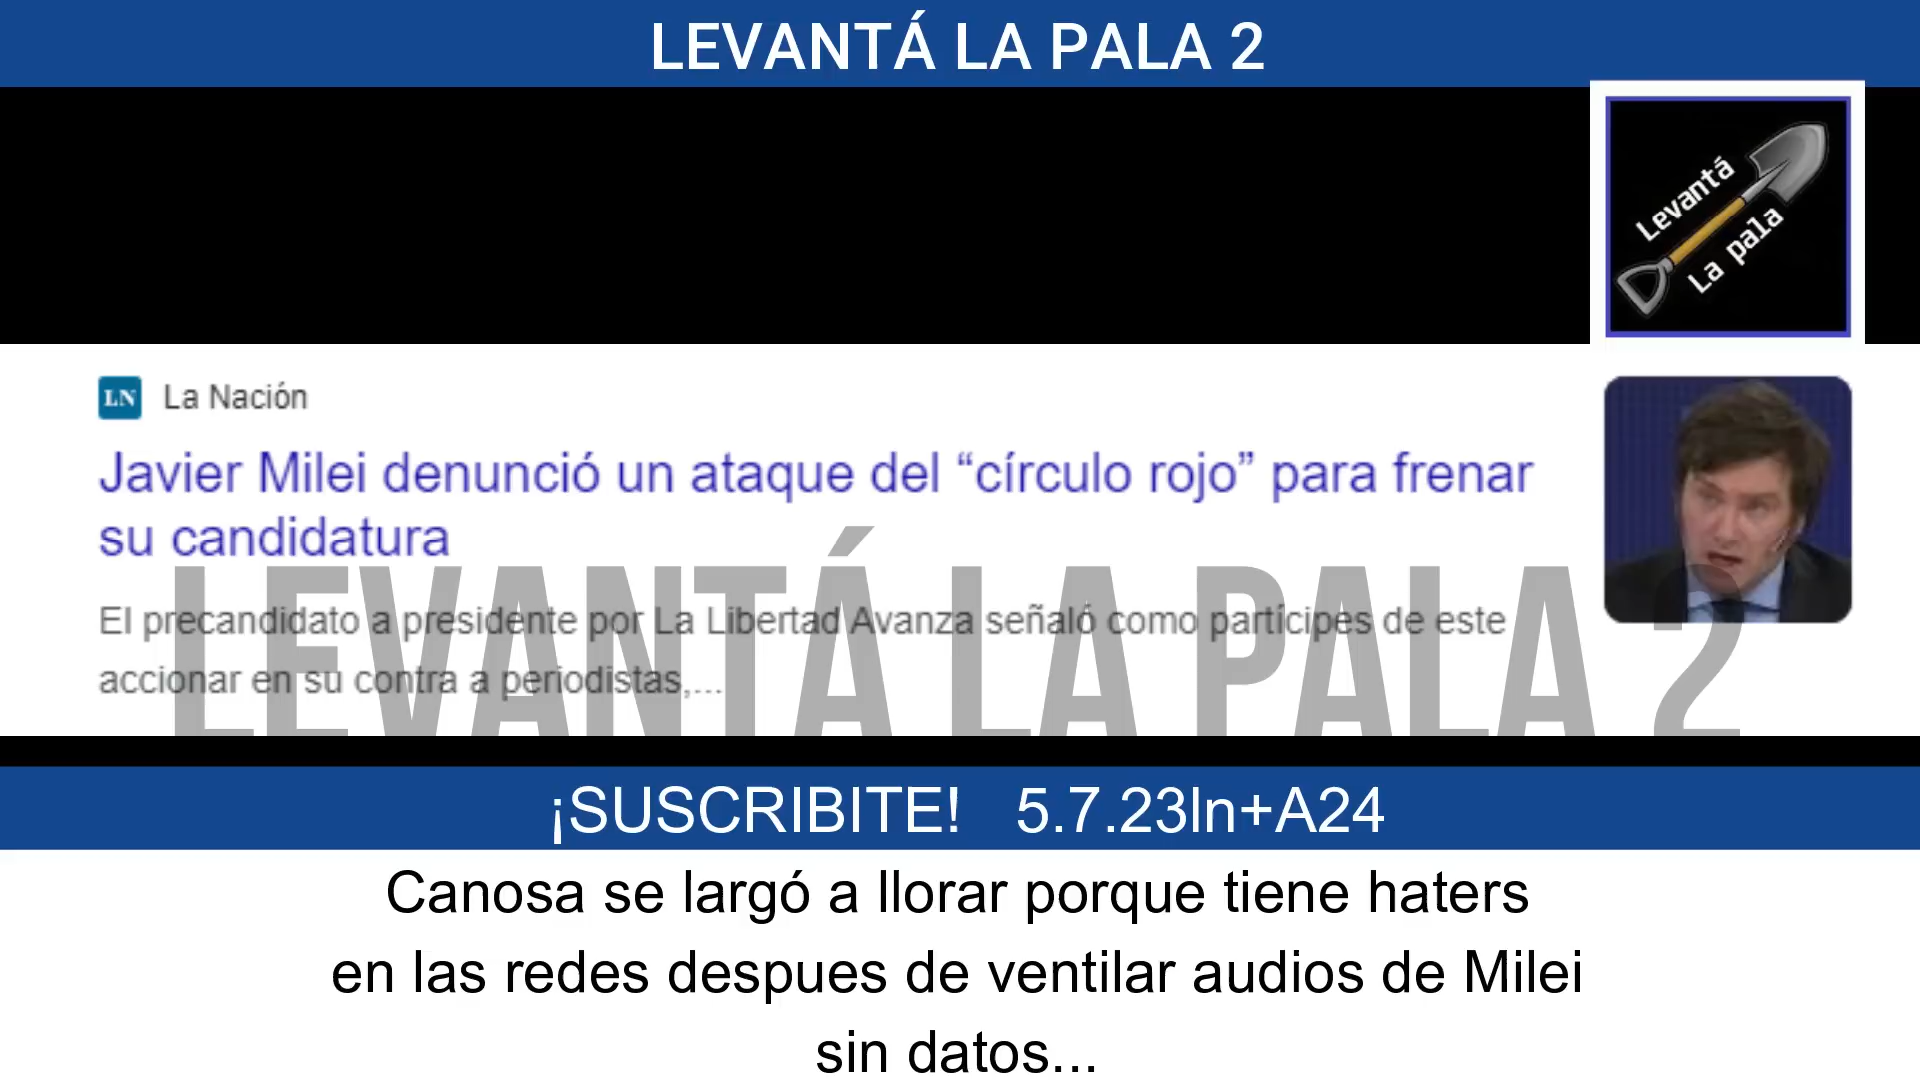 LEVANTÁ LA PALA 2
Levantá
La pala
LN La Nación
Javier Milei denunció un ataque del “círculo rojo” para frenar
su candidatura
El precandidato a presidente por La Libertad Avanza señaló como partícipes de este
accionar en su contra a periodistas,...
LEVANTÁ LA PALA 2
¡SUSCRIBITE! 5.7.23ln+A24
Canosa se largó a llorar porque tiene haters
en las redes despues de ventilar audios de Milei
sin datos...